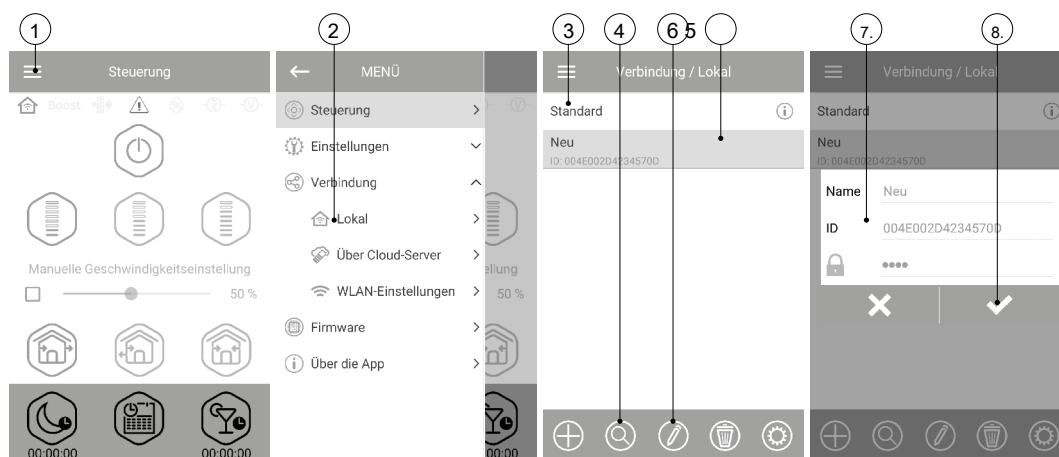 1
2
3
4
6 5
7.
8.
Steuerung
Boost
Manuelle Geschwindigkeitseinstellung
50 %
00:00:00
00:00:00
MENÜ
Steuerung
Einstellungen
Verbindung
Lokal
Über Cloud-Server
WLAN-Einstellungen
Firmware
Über die App
ellung
50 %
00:00
Verbindung / Lokal
Standard
Neu
ID: 004E002D4234570D
Verbindung / Lokal
Standard
Neu
ID: 004E002D4234570D
Name Neu
ID 004E002D4234570D